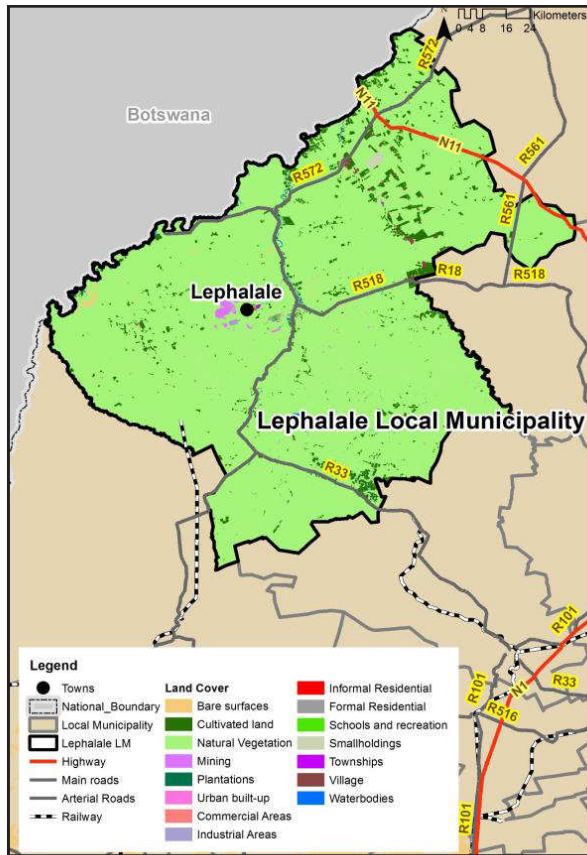 Kilometers
0 4 8 16 24
R572
Botswana
N11
N11
R561
R572
R561
R518
R18
R518
Lephalale
Lephalale Local Municipality
R33
R101
R101
R33
N1
R516
R101
Legend
Towns
National_Boundary
Local Municipality
Lephalale LM
Highway
Main roads
Arterial Roads
Railway
Land Cover
Bare surfaces
Cultivated land
Natural Vegetation
Mining
Plantations
Urban built-up
Commercial Areas
Industrial Areas
Informal Residential
Formal Residential
Schools and recreation
Smallholdings
Townships
Village
Waterbodies